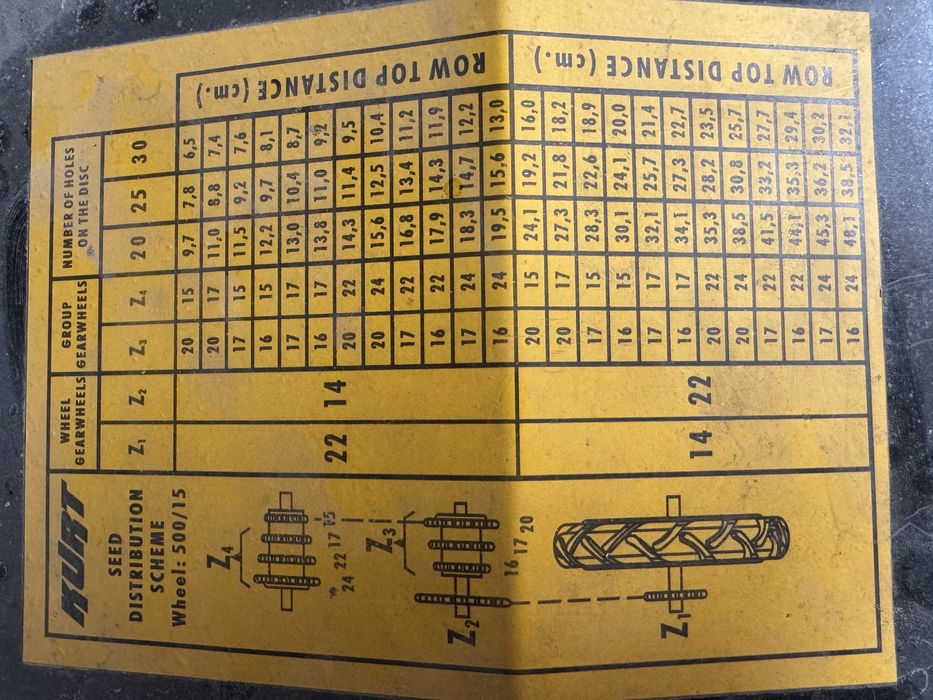 KURT
SEED
DISTRIBUTION
SCHEME
Wheel: 500/15
Z4
24 22 17 15
Z3
16 17 20
Z2
Z1
WHEEL GEARWHEELS
GROUP GEARWHEELS
NUMBER OF HOLES ON THE DISC
Z1 Z2 Z3 Z4 20 25 30
22 14
20 15 9,7 7,8 6,5
20 17 11,0 8,8 7,4
17 15 11,5 9,2 7,6
16 15 12,2 9,7 8,1
17 17 13,0 10,4 8,7
16 17 13,8 11,0 9,2
20 22 14,3 11,4 9,5
20 24 15,6 12,5 10,4
17 22 16,8 13,4 11,2
16 22 17,9 14,3 11,9
17 24 18,3 14,7 12,2
16 24 19,5 15,6 13,0
ROW TOP DISTANCE (cm.)
14 22
20 15 24,1 19,2 16,0
20 17 27,3 21,8 18,2
17 15 28,3 22,6 18,9
16 15 30,1 24,1 20,0
17 17 32,1 25,7 21,4
16 17 34,1 27,3 22,7
20 22 35,3 28,2 23,5
20 24 38,5 30,8 25,7
17 22 41,5 33,2 27,7
16 22 44,1 35,3 29,4
17 24 45,3 36,2 30,2
16 24 48,1 38,5 32,1
ROW TOP DISTANCE (cm.)